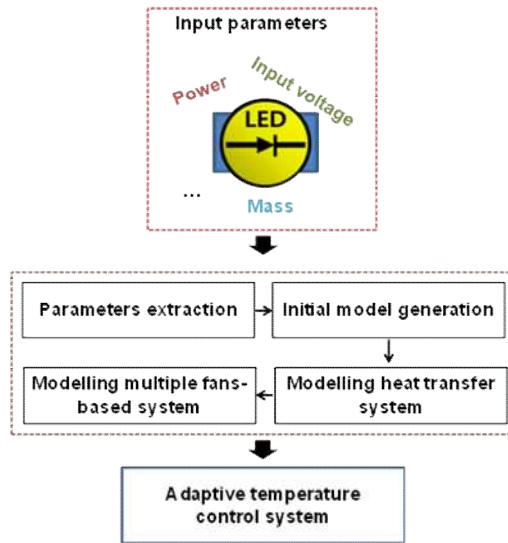 Input parameters
Power
Input voltage
LED
...
Mass
Parameters extraction
Initial model generation
Modelling multiple fans-
based system
Modelling heat transfer
system
Adaptive temperature
control system